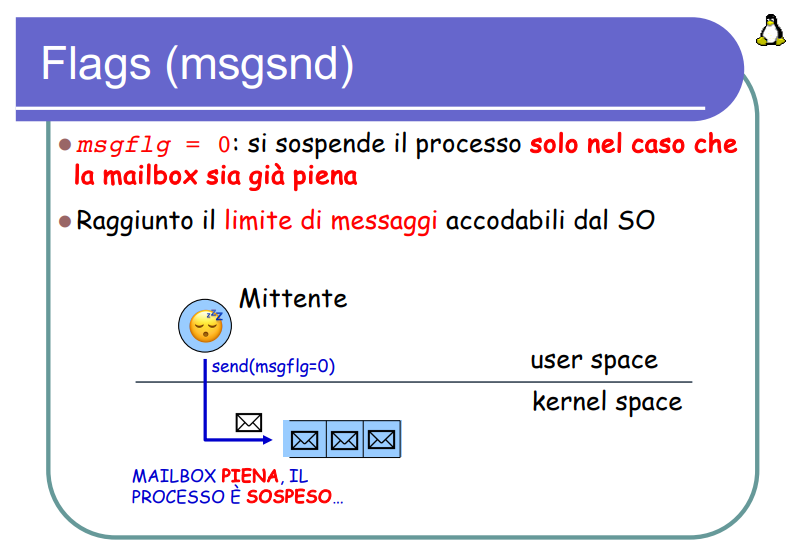 Flags (msgsnd)
msgflg = 0: si sospende il processo solo nel caso che
la mailbox sia già piena
Raggiunto il limite di messaggi accodabili dal SO
Mittente
zzZ
send(msgflg=0)
user space
kernel space
MAILBOX PIENA, IL
PROCESSO È SOSPESO…